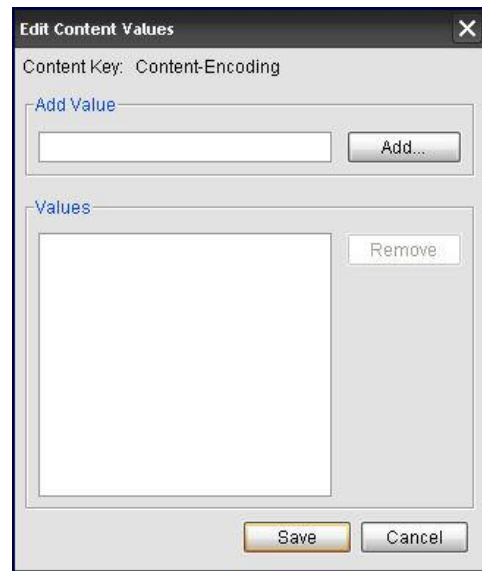 Edit Content Values
Content Key: Content-Encoding
Add Value
Add...
Values
Remove
Save
Cancel